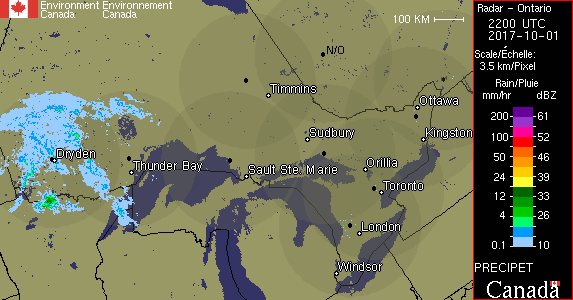 Environment Environnement
Canada Canada
100 KM
N/O
Timmins
Ottawa
Sudbury
Kingston
Dryden
Thunder Bay
Sault Ste. Marie
Orillia
Toronto
London
Windsor
Radar - Ontario
2200 UTC
2017-10-01
Scale/Échelle:
3.5 km/Pixel
Rain/Pluie
mm/hr dBZ
200 61
100 52
50 46
24 39
12 33
4 26
0.1 10
PRECIPET
Canada